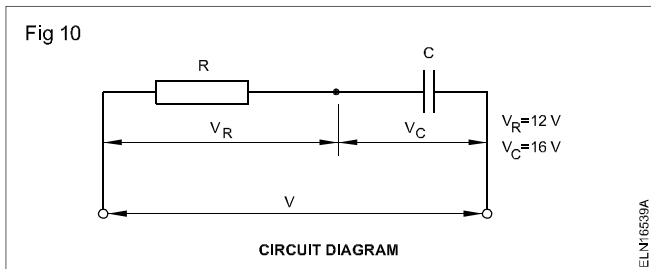 Fig 10
R
C
V_R
V_C
V_R=12 V
V_C=16 V
V
CIRCUIT DIAGRAM
ELN16539A